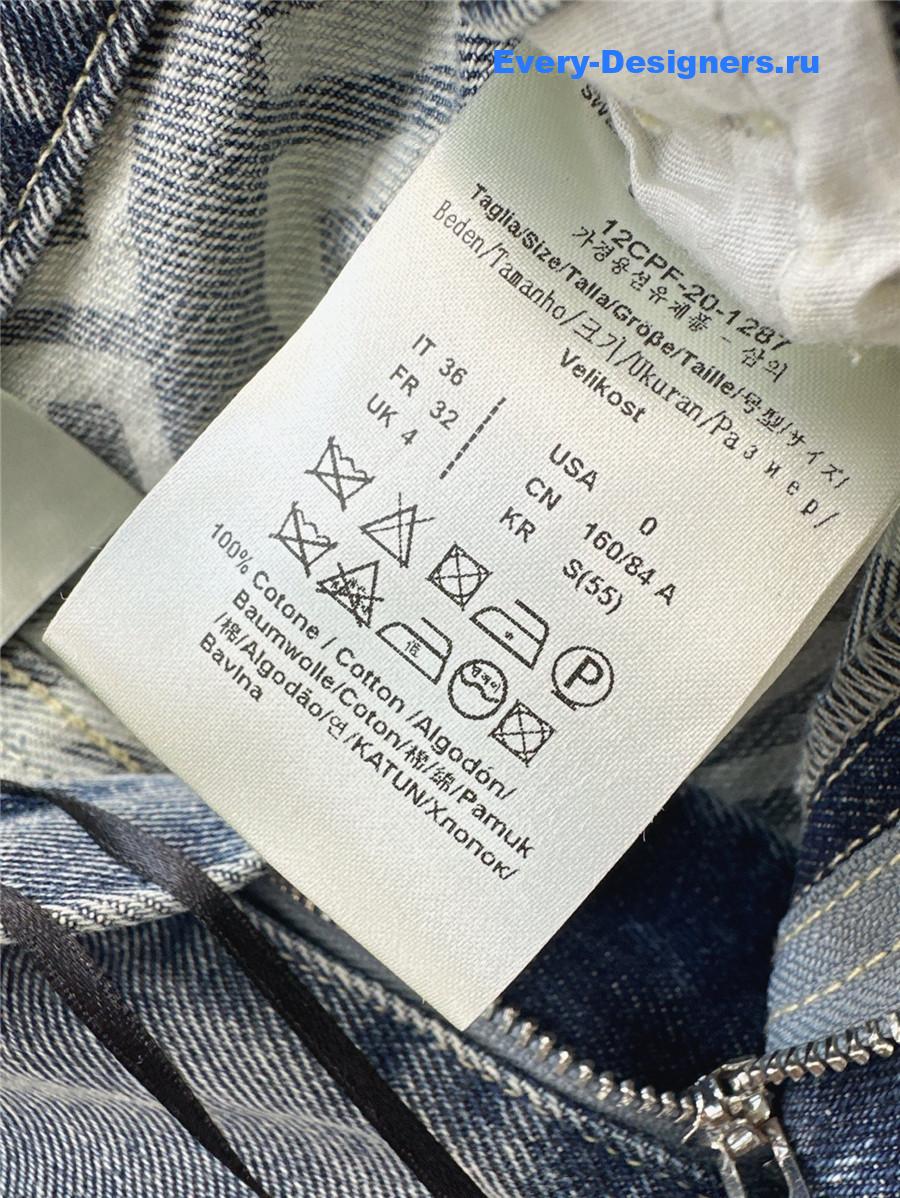 Every-Designers.ru
12CPF-20-1287
가정용섬유제품 - 상의
Taglia/Size/Talla/Größe/Taille/号型/サイズ/
Beden/Tamanho/크기/Ukuran/Размер/
Velikost
IT 36
FR 32
UK 4
USA 0
CN 160/84 A
KR S(55)
P
低
100% Cotone / Cotton /Algodón/
Baumwolle/Coton/棉/綿/Pamuk
/棉/Algodão/면/KATUN/Хлопок/
Bavlna